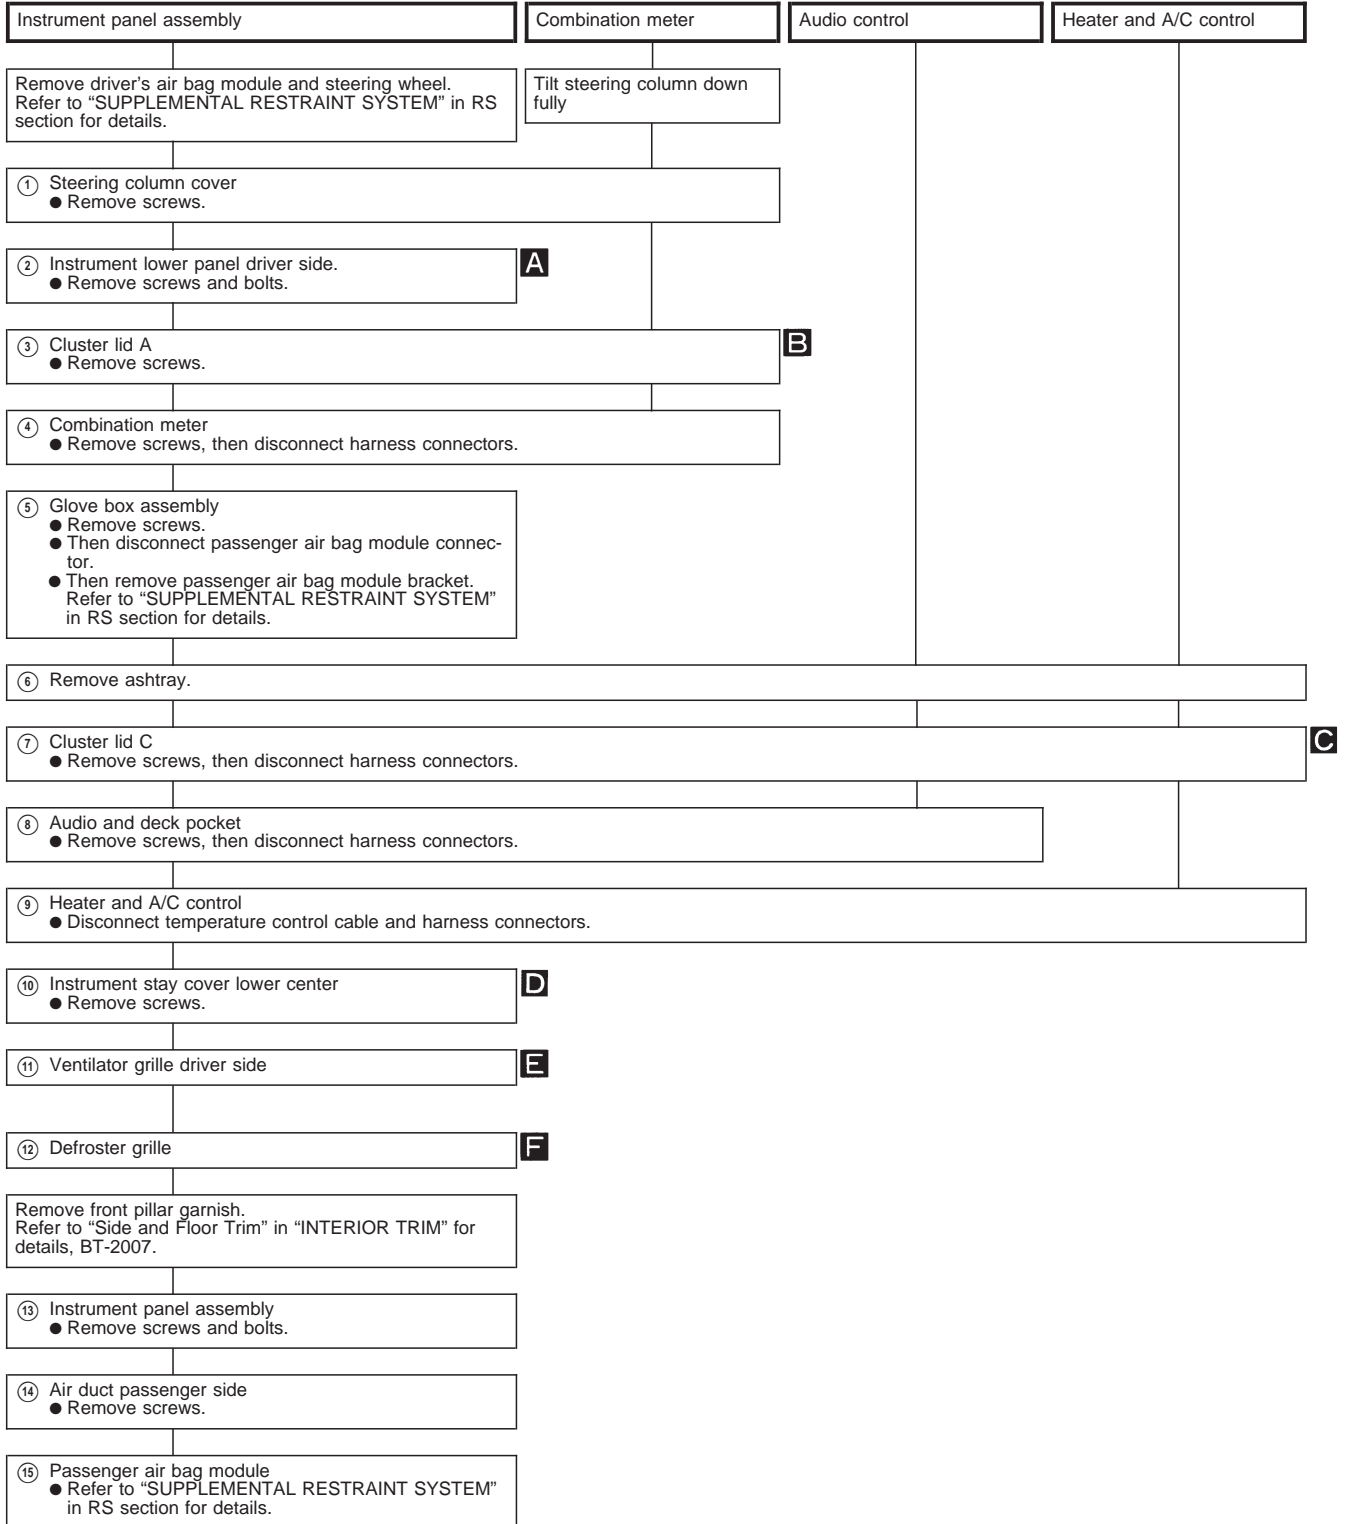 Instrument panel assembly
Combination meter
Audio control
Heater and A/C control
Remove driver's air bag module and steering wheel.
Refer to “SUPPLEMENTAL RESTRAINT SYSTEM” in RS
section for details.
Tilt steering column down
fully
① Steering column cover
● Remove screws.
② Instrument lower panel driver side.
● Remove screws and bolts.
A
③ Cluster lid A
● Remove screws.
B
④ Combination meter
● Remove screws, then disconnect harness connectors.
⑤ Glove box assembly
● Remove screws.
● Then disconnect passenger air bag module connec-
tor.
● Then remove passenger air bag module bracket.
Refer to “SUPPLEMENTAL RESTRAINT SYSTEM”
in RS section for details.
⑥ Remove ashtray.
⑦ Cluster lid C
● Remove screws, then disconnect harness connectors.
C
⑧ Audio and deck pocket
● Remove screws, then disconnect harness connectors.
⑨ Heater and A/C control
● Disconnect temperature control cable and harness connectors.
⑩ Instrument stay cover lower center
● Remove screws.
D
⑪ Ventilator grille driver side
E
⑫ Defroster grille
F
Remove front pillar garnish.
Refer to “Side and Floor Trim” in “INTERIOR TRIM” for
details, BT-2007.
⑬ Instrument panel assembly
● Remove screws and bolts.
⑭ Air duct passenger side
● Remove screws.
⑮ Passenger air bag module
● Refer to “SUPPLEMENTAL RESTRAINT SYSTEM”
in RS section for details.